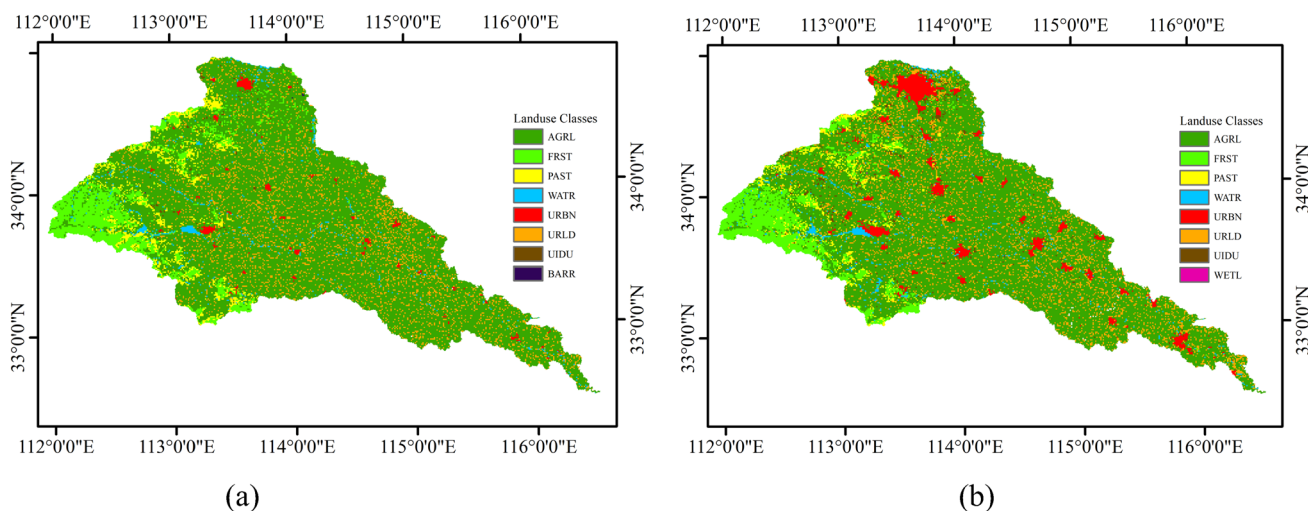 112°0'0"E 113°0'0"E 114°0'0"E 115°0'0"E 116°0'0"E
34°0'0"N
33°0'0"N
Landuse Classes
AGRL
FRST
PAST
WATR
URBN
URLD
UIDU
BARR
34°0'0"N
33°0'0"N
112°0'0"E 113°0'0"E 114°0'0"E 115°0'0"E 116°0'0"E
(a)
112°0'0"E 113°0'0"E 114°0'0"E 115°0'0"E 116°0'0"E
34°0'0"N
33°0'0"N
Landuse Classes
AGRL
FRST
PAST
WATR
URBN
URLD
UIDU
WETL
34°0'0"N
33°0'0"N
112°0'0"E 113°0'0"E 114°0'0"E 115°0'0"E 116°0'0"E
(b)